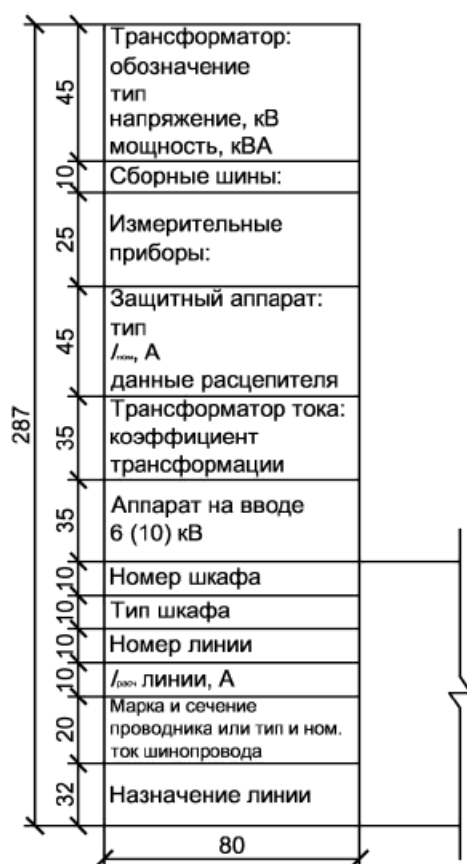 287
45
Трансформатор:
обозначение
тип
напряжение, кВ
мощность, кВА
10
Сборные шины:
25
Измерительные
приборы:
45
Защитный аппарат:
тип
Iном, А
данные расцепителя
35
Трансформатор тока:
коэффициент
трансформации
35
Аппарат на вводе
6 (10) кВ
10
Номер шкафа
10
Тип шкафа
10
Номер линии
10
Iрасч линии, А
20
Марка и сечение
проводника или тип и ном.
ток шинопровода
32
Назначение линии
80